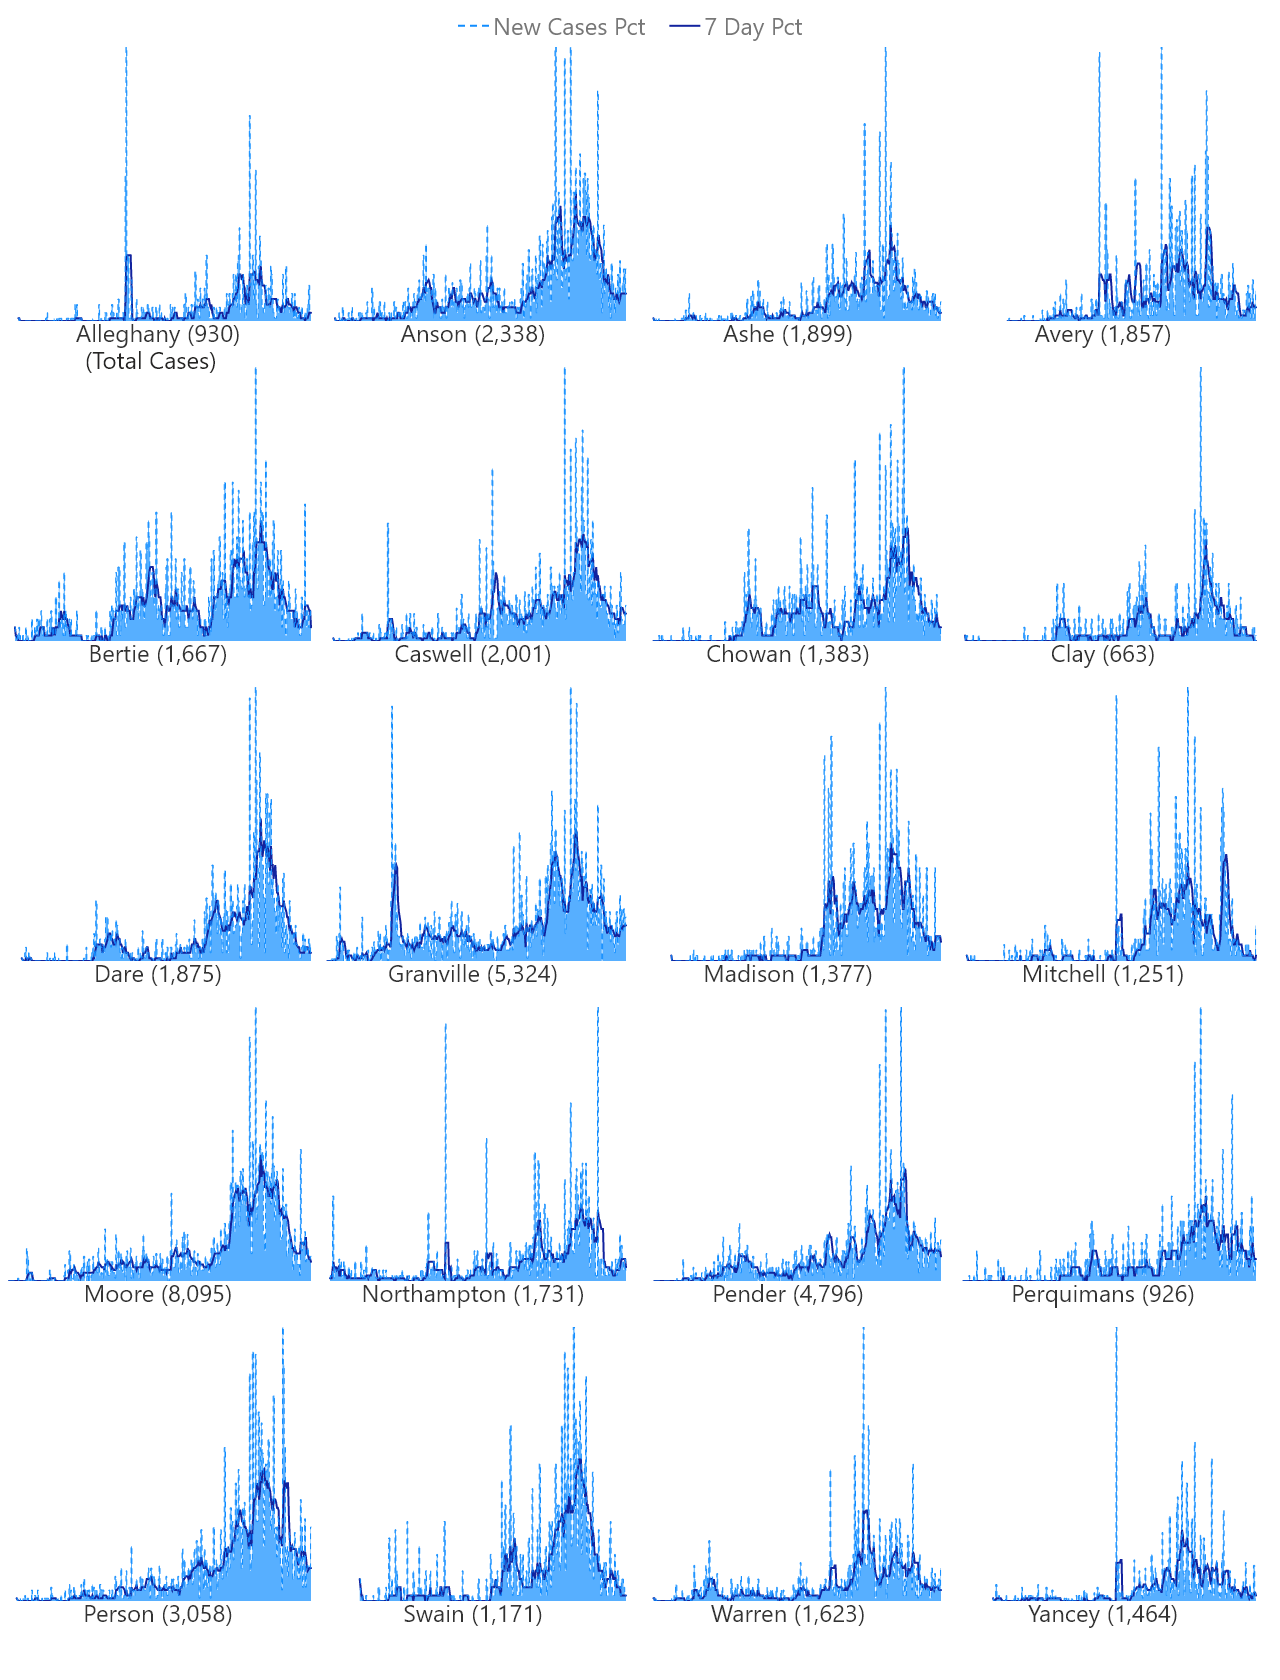 New Cases Pct 7 Day Pct
Alleghany (930) Anson (2,338) Ashe (1,899) Avery (1,857)
(Total Cases)
Bertie (1,667) Caswell (2,001) Chowan (1,383) Clay (663)
Dare (1,875) Granville (5,324) Madison (1,377) Mitchell (1,251)
Moore (8,095) Northampton (1,731) Pender (4,796) Perquimans (926)
Person (3,058) Swain (1,171) Warren (1,623) Yancey (1,464)